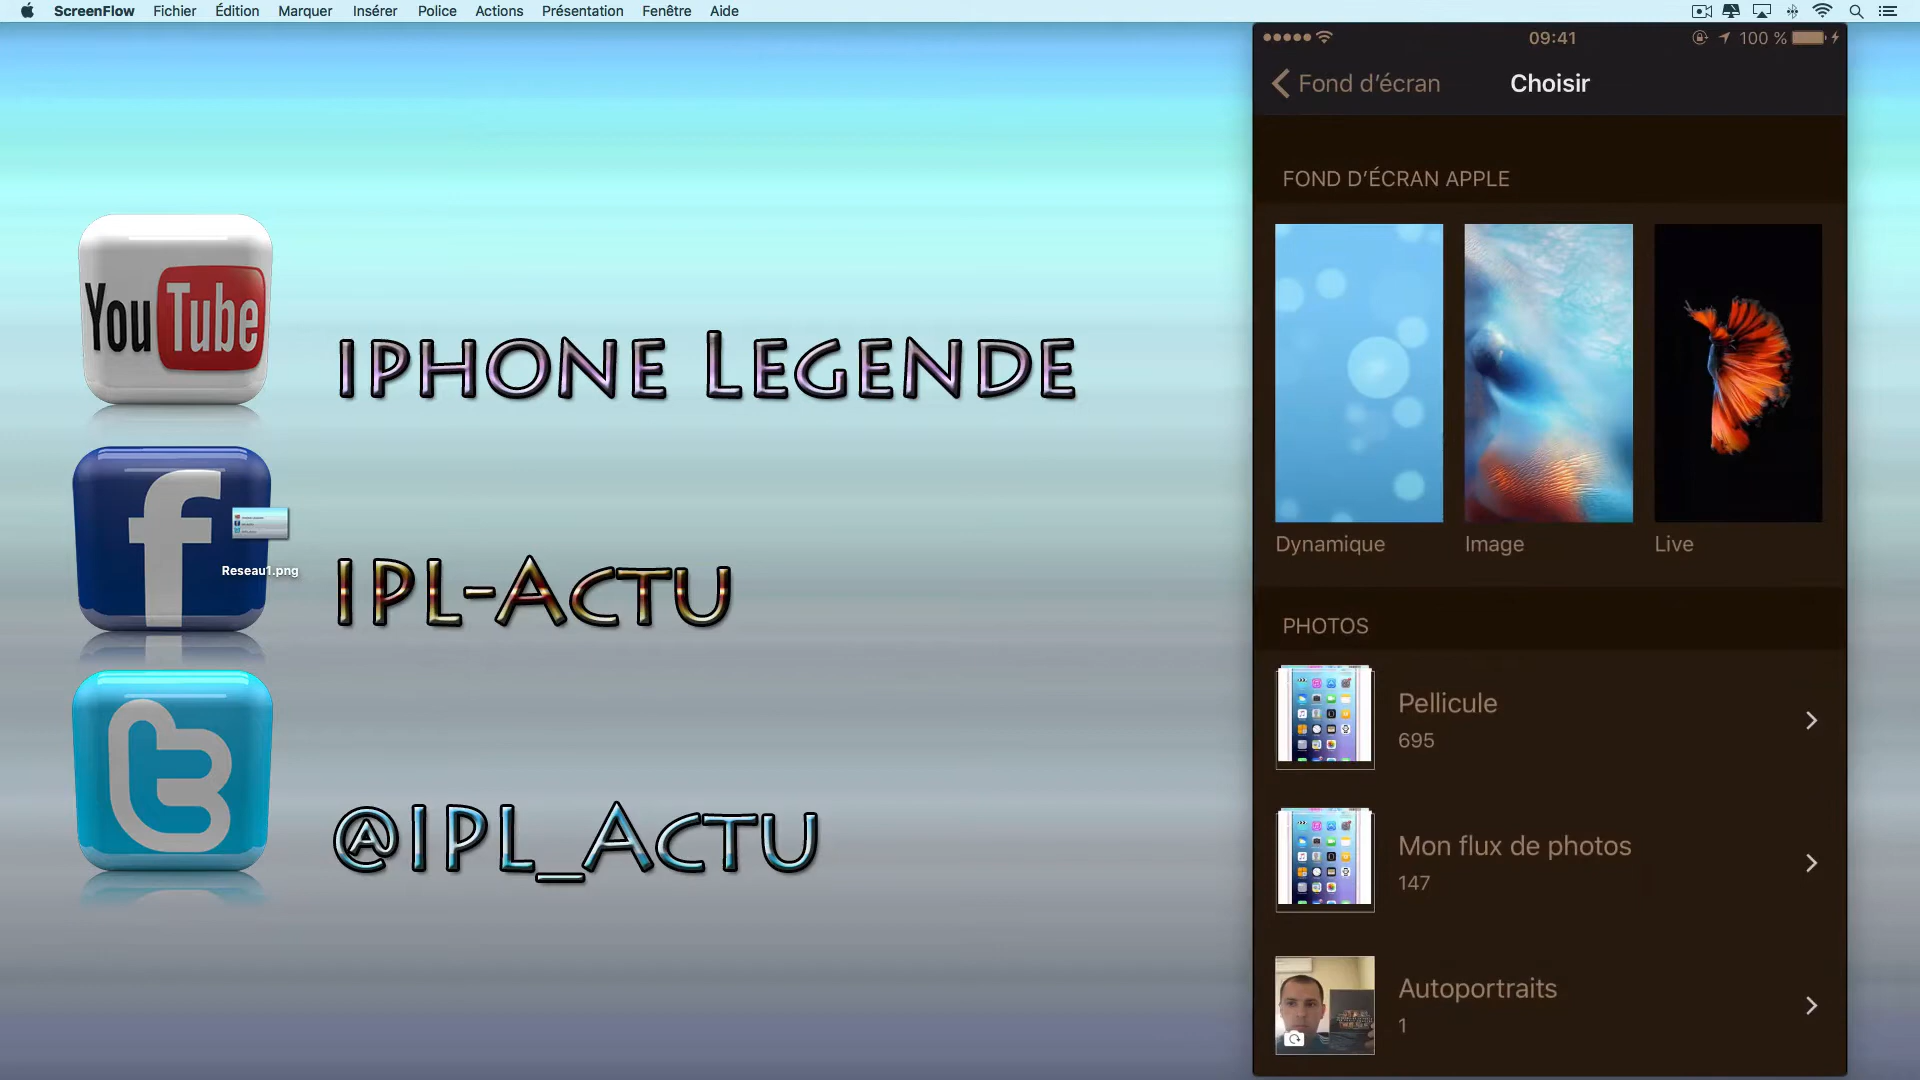 ScreenFlow Fichier Édition Marquer Insérer Police Actions Présentation Fenêtre Aide
09:41 100 %
Fond d’écran Choisir
FOND D’ÉCRAN APPLE
Dynamique Image Live
PHOTOS
Pellicule
695
Mon flux de photos
147
Autoportraits
1
YouTube
iphone Legende
f
Reseau1.png
IPL-Actu
t
@IPL_Actu